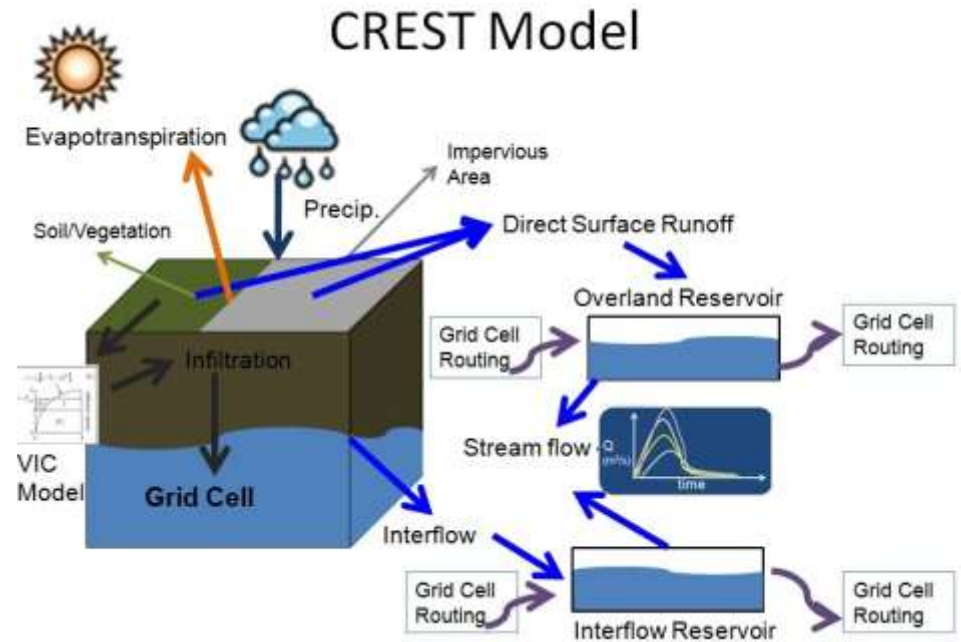 CREST Model
Evapotranspiration
Precip.
Impervious
Area
Soil/Vegetation
Direct Surface Runoff
Overland Reservoir
Grid Cell
Routing
Grid Cell
Routing
Infiltration
VIC
Model
Grid Cell
Stream flow
Q
(m³/s)
time
Interflow
Grid Cell
Routing
Interflow Reservoir
Grid Cell
Routing